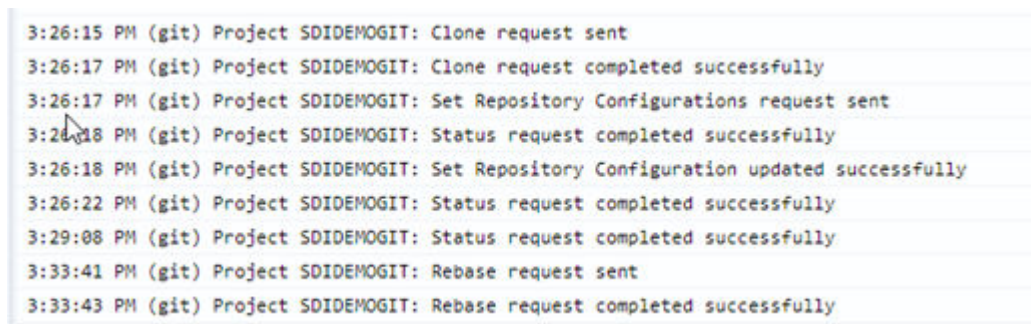 3:26:15 PM (git) Project SDIDEMOGIT: Clone request sent
3:26:17 PM (git) Project SDIDEMOGIT: Clone request completed successfully
3:26:17 PM (git) Project SDIDEMOGIT: Set Repository Configurations request sent
3:26:18 PM (git) Project SDIDEMOGIT: Status request completed successfully
3:26:18 PM (git) Project SDIDEMOGIT: Set Repository Configuration updated successfully
3:26:22 PM (git) Project SDIDEMOGIT: Status request completed successfully
3:29:08 PM (git) Project SDIDEMOGIT: Status request completed successfully
3:33:41 PM (git) Project SDIDEMOGIT: Rebase request sent
3:33:43 PM (git) Project SDIDEMOGIT: Rebase request completed successfully